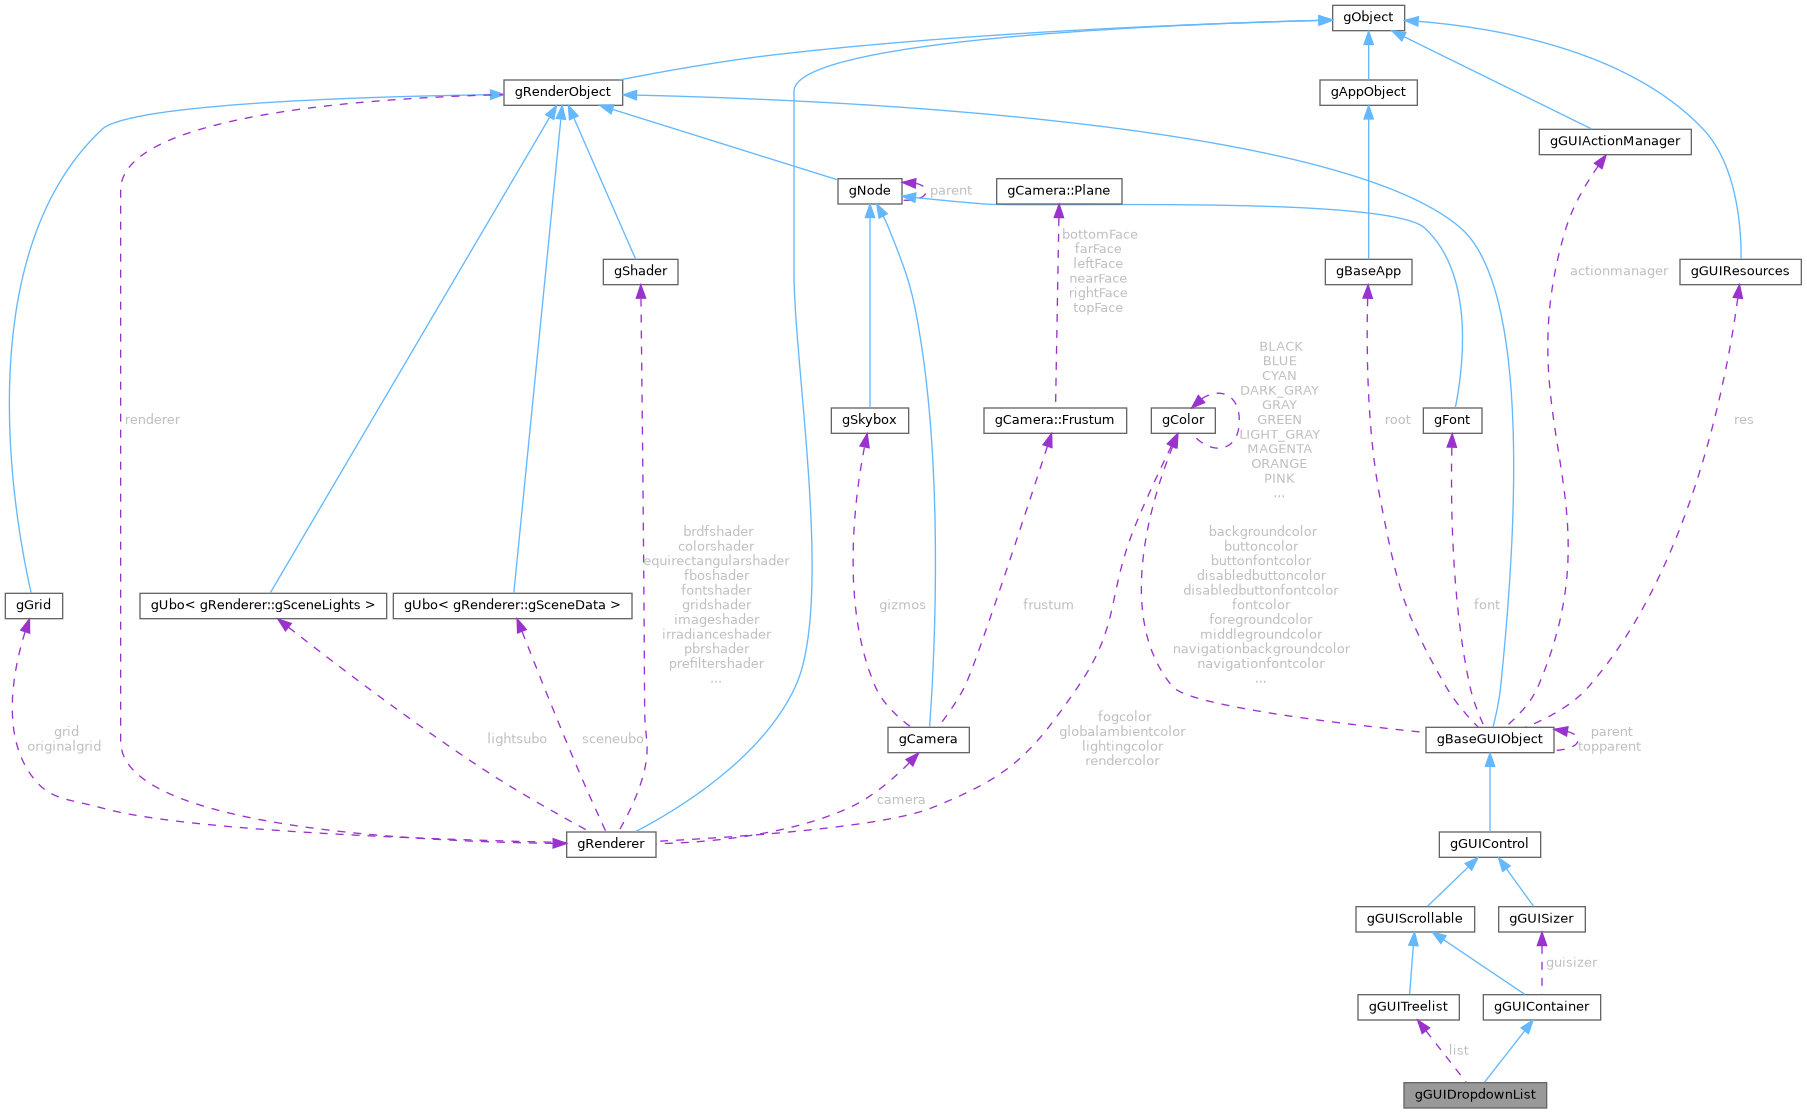 gObject
gRenderObject
gAppObject
gGUIActionManager
gNode
parent
gCamera::Plane
bottomFace
farFace
leftFace
nearFace
rightFace
topFace
gShader
gBaseApp
actionmanager
gGUIResources
BLACK
BLUE
CYAN
DARK_GRAY
GRAY
GREEN
LIGHT_GRAY
MAGENTA
ORANGE
PINK
...
renderer
gSkybox
gCamera::Frustum
gColor
root
gFont
res
brdfshader
colorshader
equirectangularshader
fboshader
fontshader
gridshader
imageshader
irradianceshader
pbrshader
prefiltershader
...
backgroundcolor
buttoncolor
buttonfontcolor
disabledbuttoncolor
disabledbuttonfontcolor
fontcolor
foregroundcolor
middlegroundcolor
navigationbackgroundcolor
navigationfontcolor
...
gGrid
gUbo< gRenderer::gSceneLights >
gUbo< gRenderer::gSceneData >
gizmos
frustum
font
grid
originalgrid
lightsubo
sceneubo
gCamera
fogcolor
globalambientcolor
lightingcolor
rendercolor
gBaseGUIObject
parent
topparent
camera
gRenderer
gGUIControl
gGUIScrollable
gGUISizer
guisizer
gGUITreelist
gGUIContainer
list
gGUIDropdownList